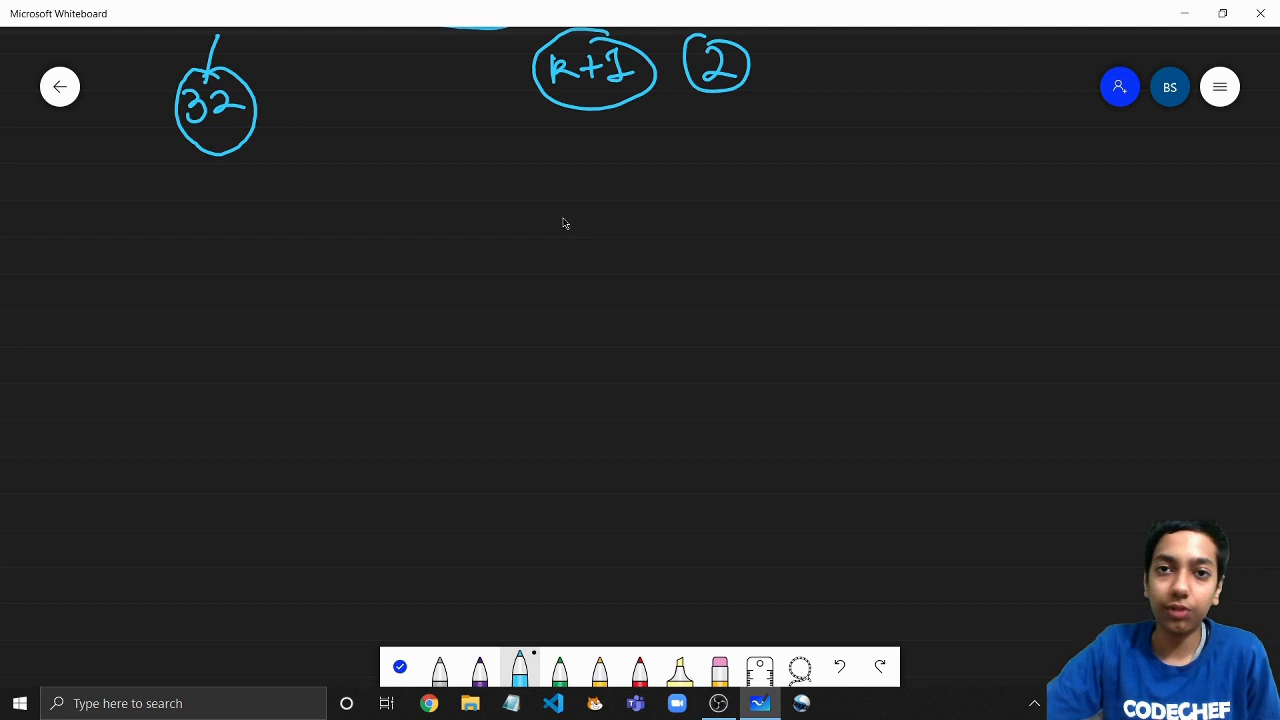 Microsoft Whiteboard
k+1 2
32
BS
CODECHEF
Type here to search